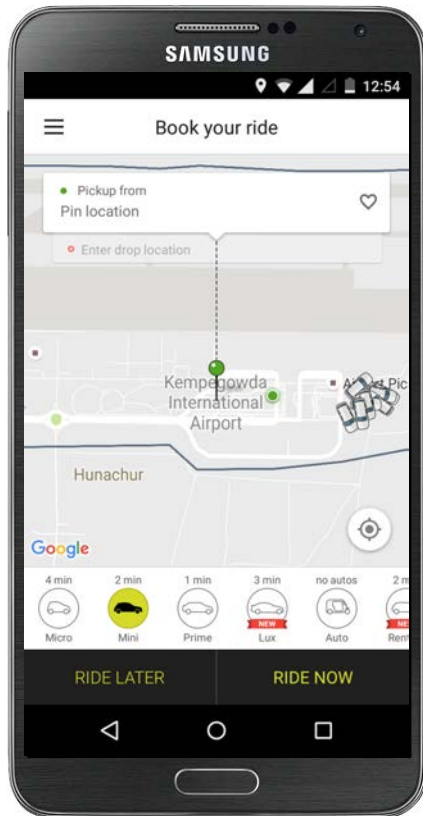 SAMSUNG
12:54
Book your ride
Pickup from
Pin location
Enter drop location
Kempegowda
International
Airport
Hunachur
Google
4 min
2 min
1 min
3 min
no autos
Micro
Mini
Prime
NEW
Lux
Auto
RIDE LATER
RIDE NOW